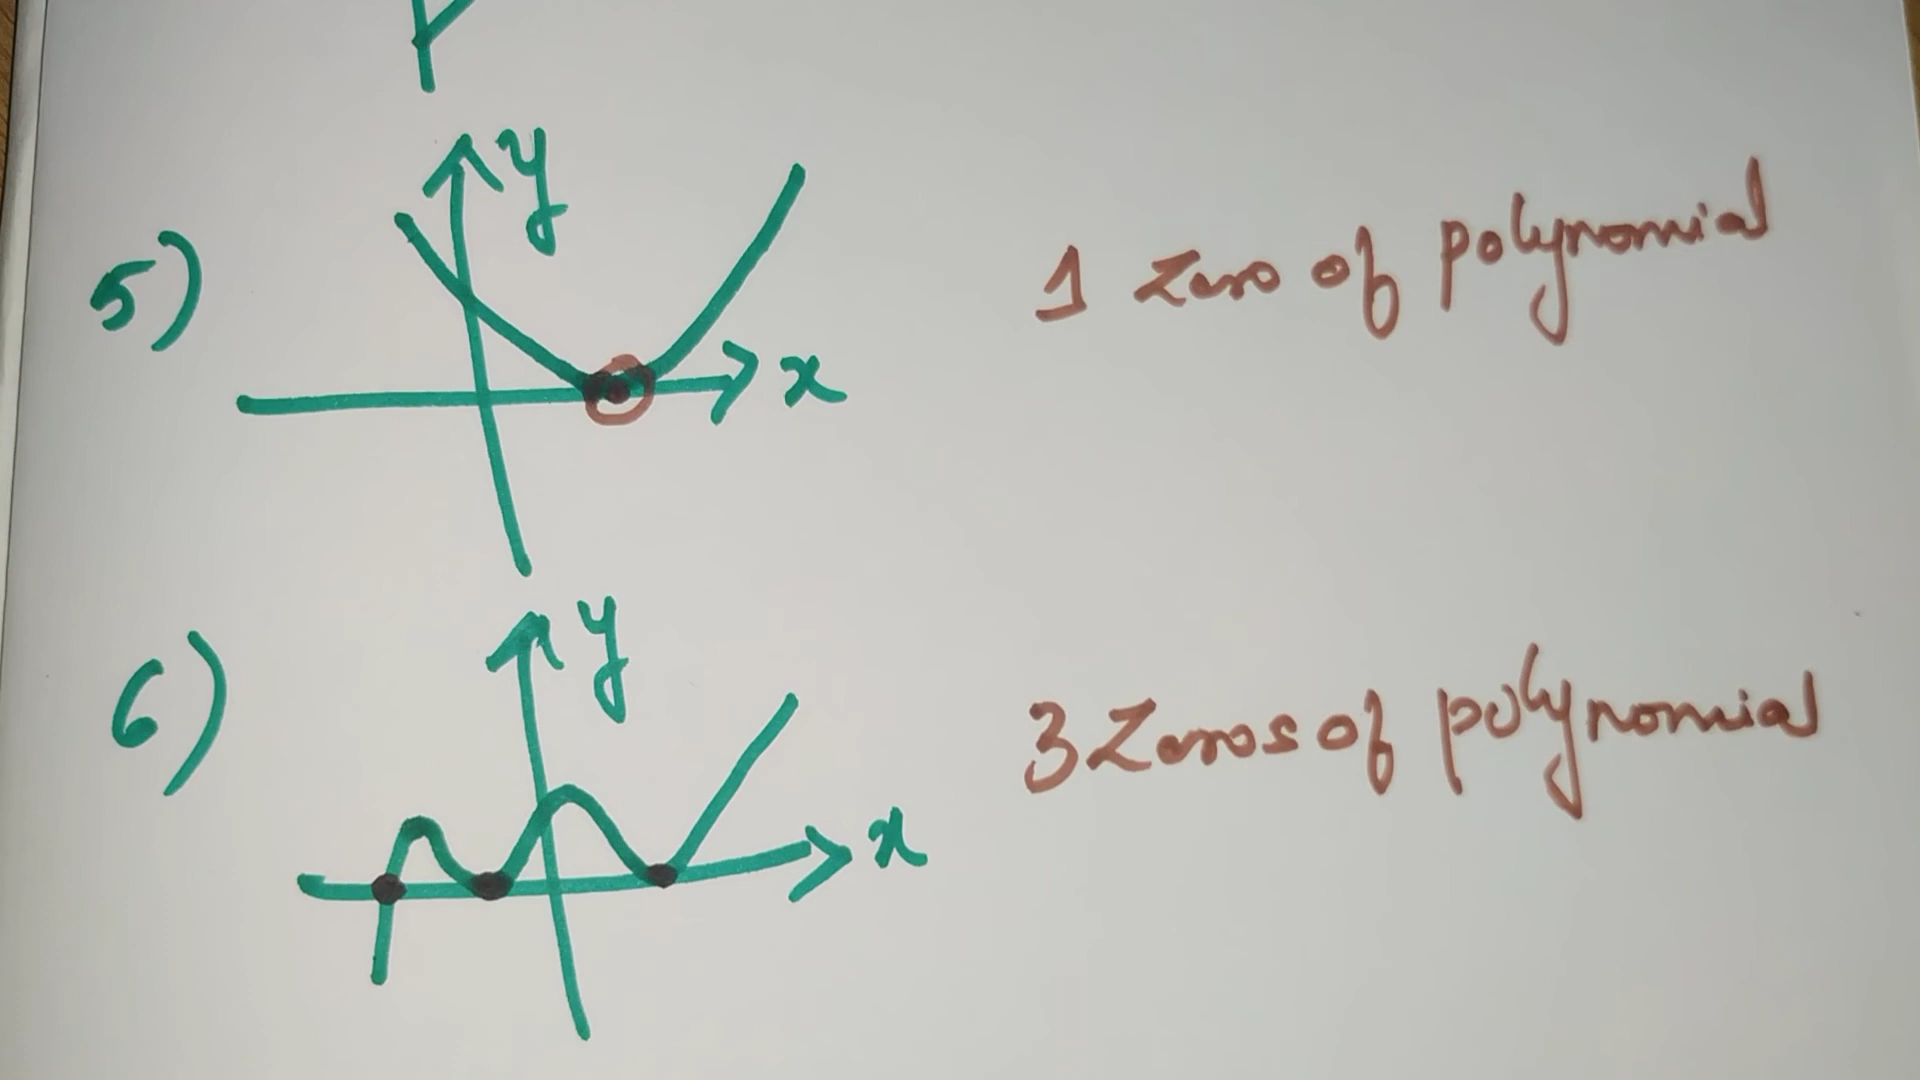 y
5)
1 Zero of polynomial
x
y
6)
3 Zeros of polynomial
x